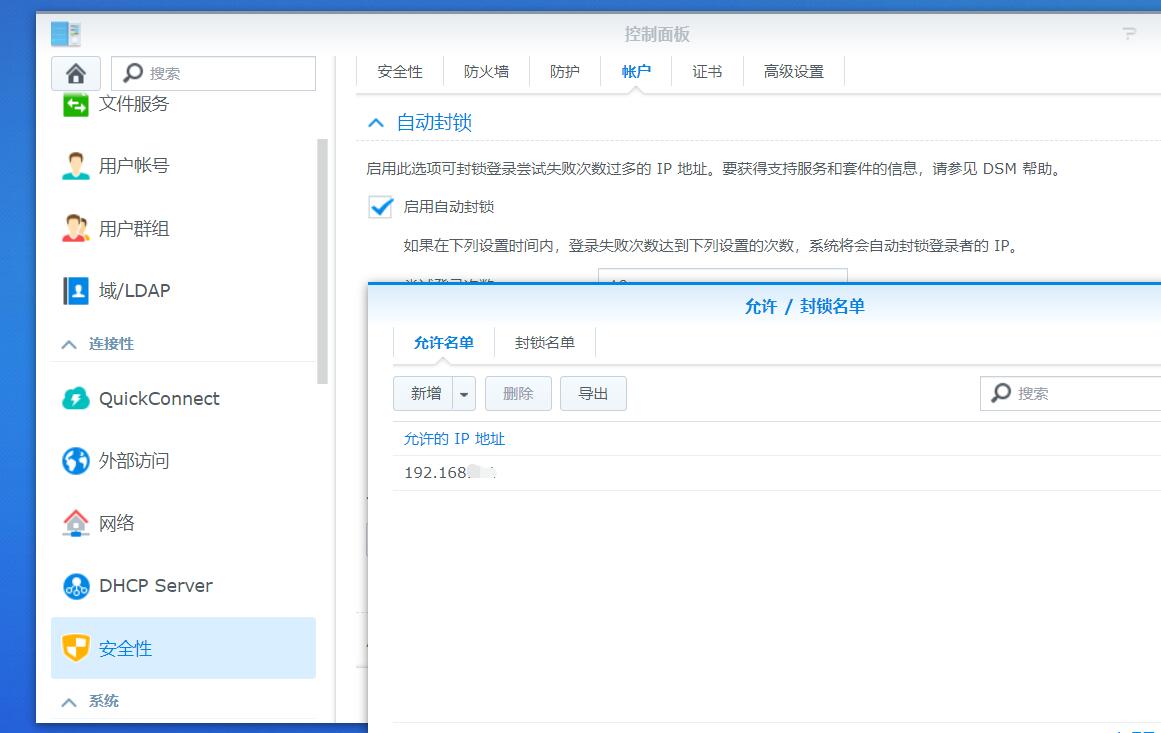 控制面板
搜索
安全性 防火墙 防护 帐户 证书 高级设置
文件服务
用户帐号
用户群组
域/LDAP
连接性
QuickConnect
外部访问
网络
DHCP Server
安全性
系统
自动封锁
启用此选项可封锁登录尝试失败次数过多的 IP 地址。要获得支持服务和套件的信息，请参见 DSM 帮助。
启用自动封锁
如果在下列设置时间内，登录失败次数达到下列设置的次数，系统将会自动封锁登录者的 IP。
允许 / 封锁名单
允许名单 封锁名单
新增 删除 导出 搜索
允许的 IP 地址
192.168